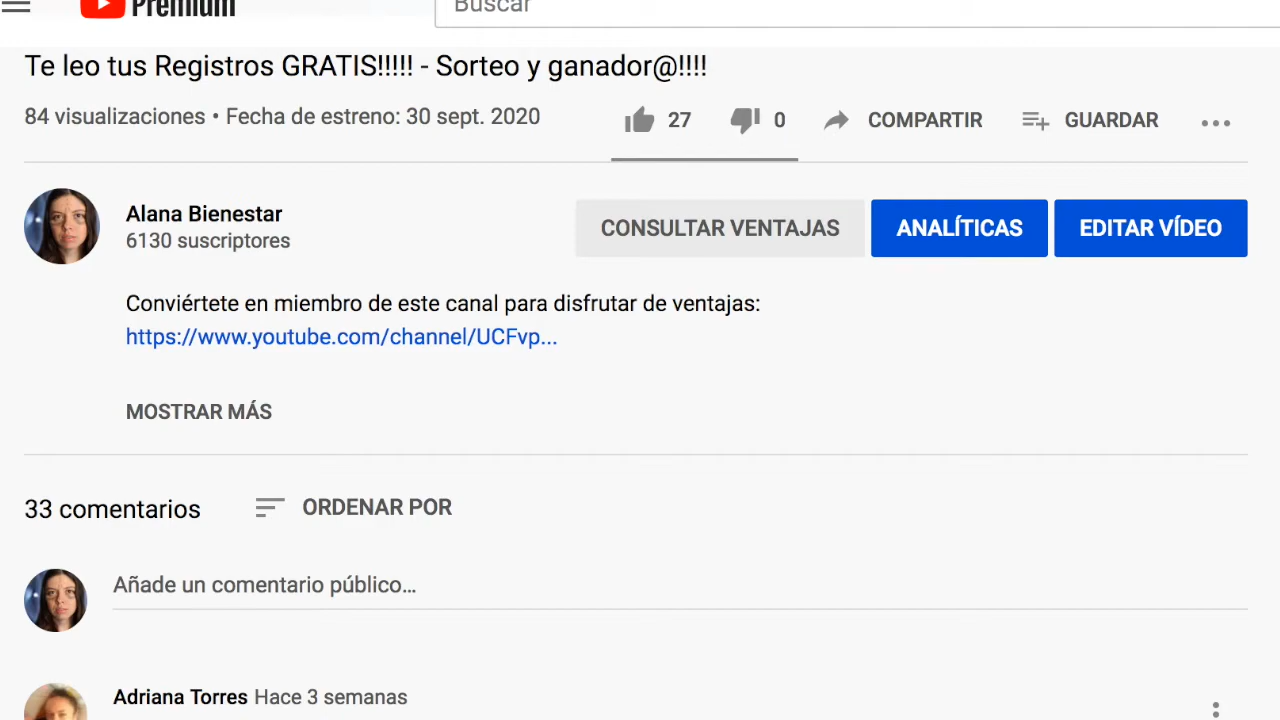 Premium
Buscar
Te leo tus Registros GRATIS!!!!! - Sorteo y ganador@!!!!
84 visualizaciones • Fecha de estreno: 30 sept. 2020
27
0
COMPARTIR
GUARDAR
Alana Bienestar
6130 suscriptores
CONSULTAR VENTAJAS
ANALÍTICAS
EDITAR VÍDEO
Conviértete en miembro de este canal para disfrutar de ventajas:
https://www.youtube.com/channel/UCFvp...
MOSTRAR MÁS
33 comentarios
ORDENAR POR
Añade un comentario público...
Adriana Torres Hace 3 semanas